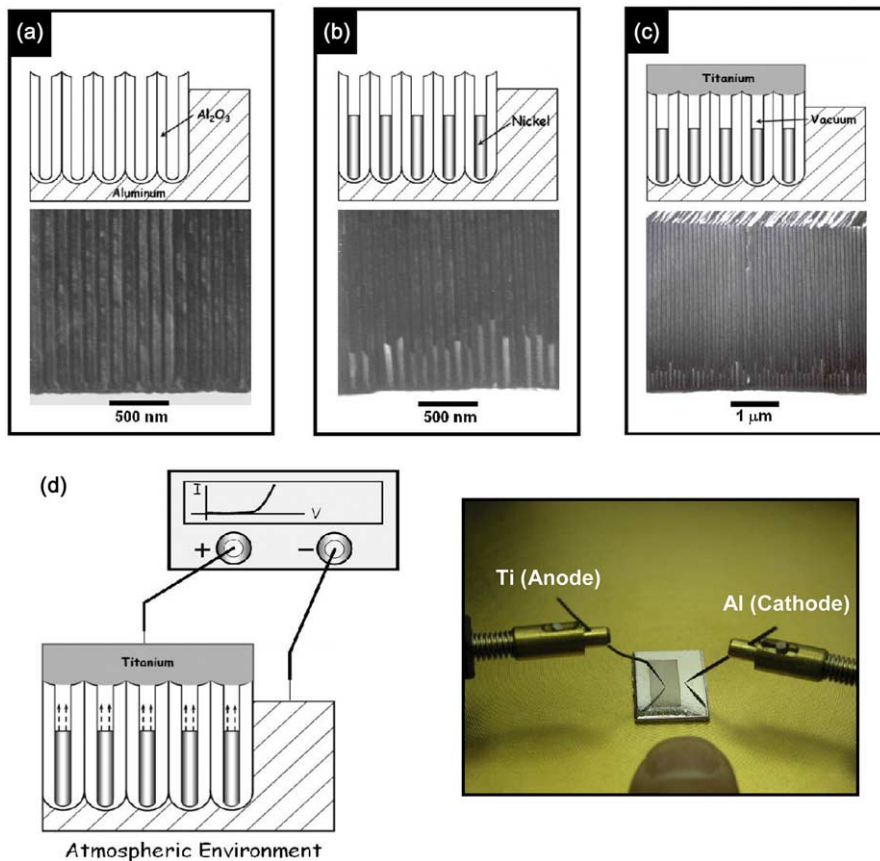 (a)
Al₂O₃
Aluminum
500 nm
(b)
Nickel
500 nm
(c)
Titanium
Vacuum
1 μm
(d)
I
V
+ −
Titanium
Atmospheric Environment
Ti (Anode)
Al (Cathode)